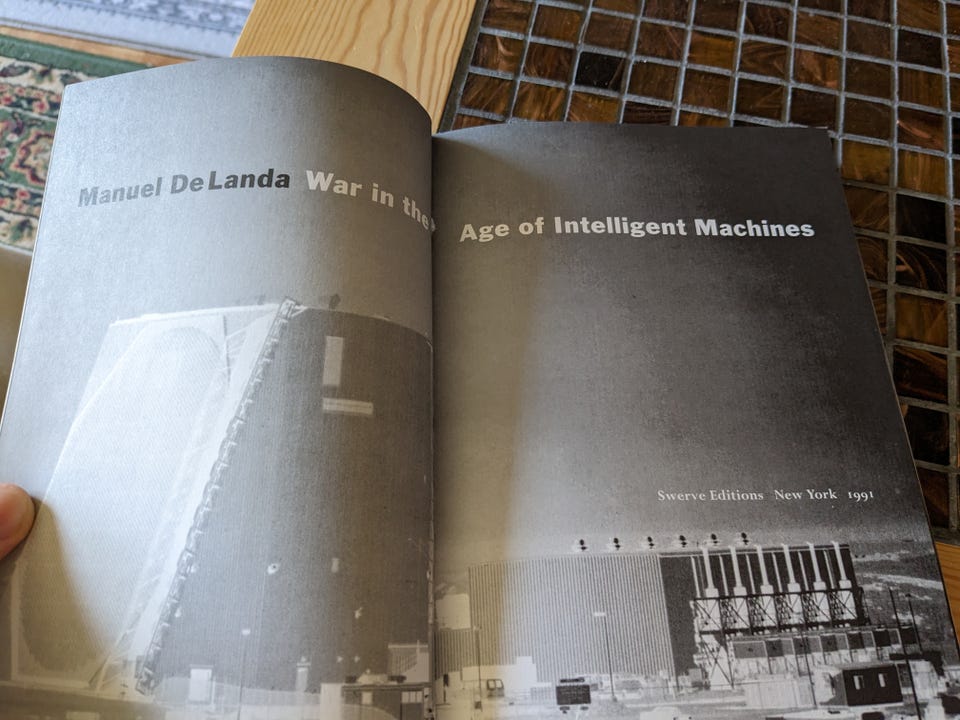 Manuel DeLanda War in the
Age of Intelligent Machines
Swerve Editions New York 1991